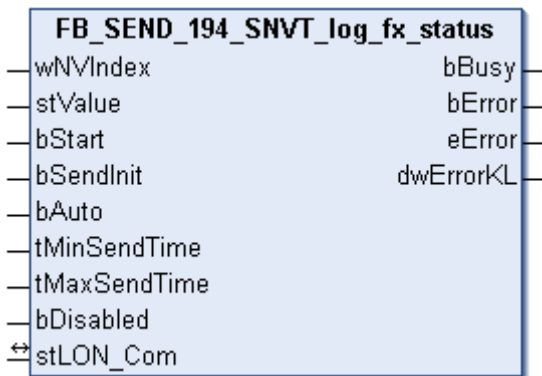 FB_SEND_194_SNVT_log_fx_status
wNVIndex bBusy
stValue bError
bStart eError
bSendInit dwErrorKL
bAuto
tMinSendTime
tMaxSendTime
bDisabled
stLON_Com